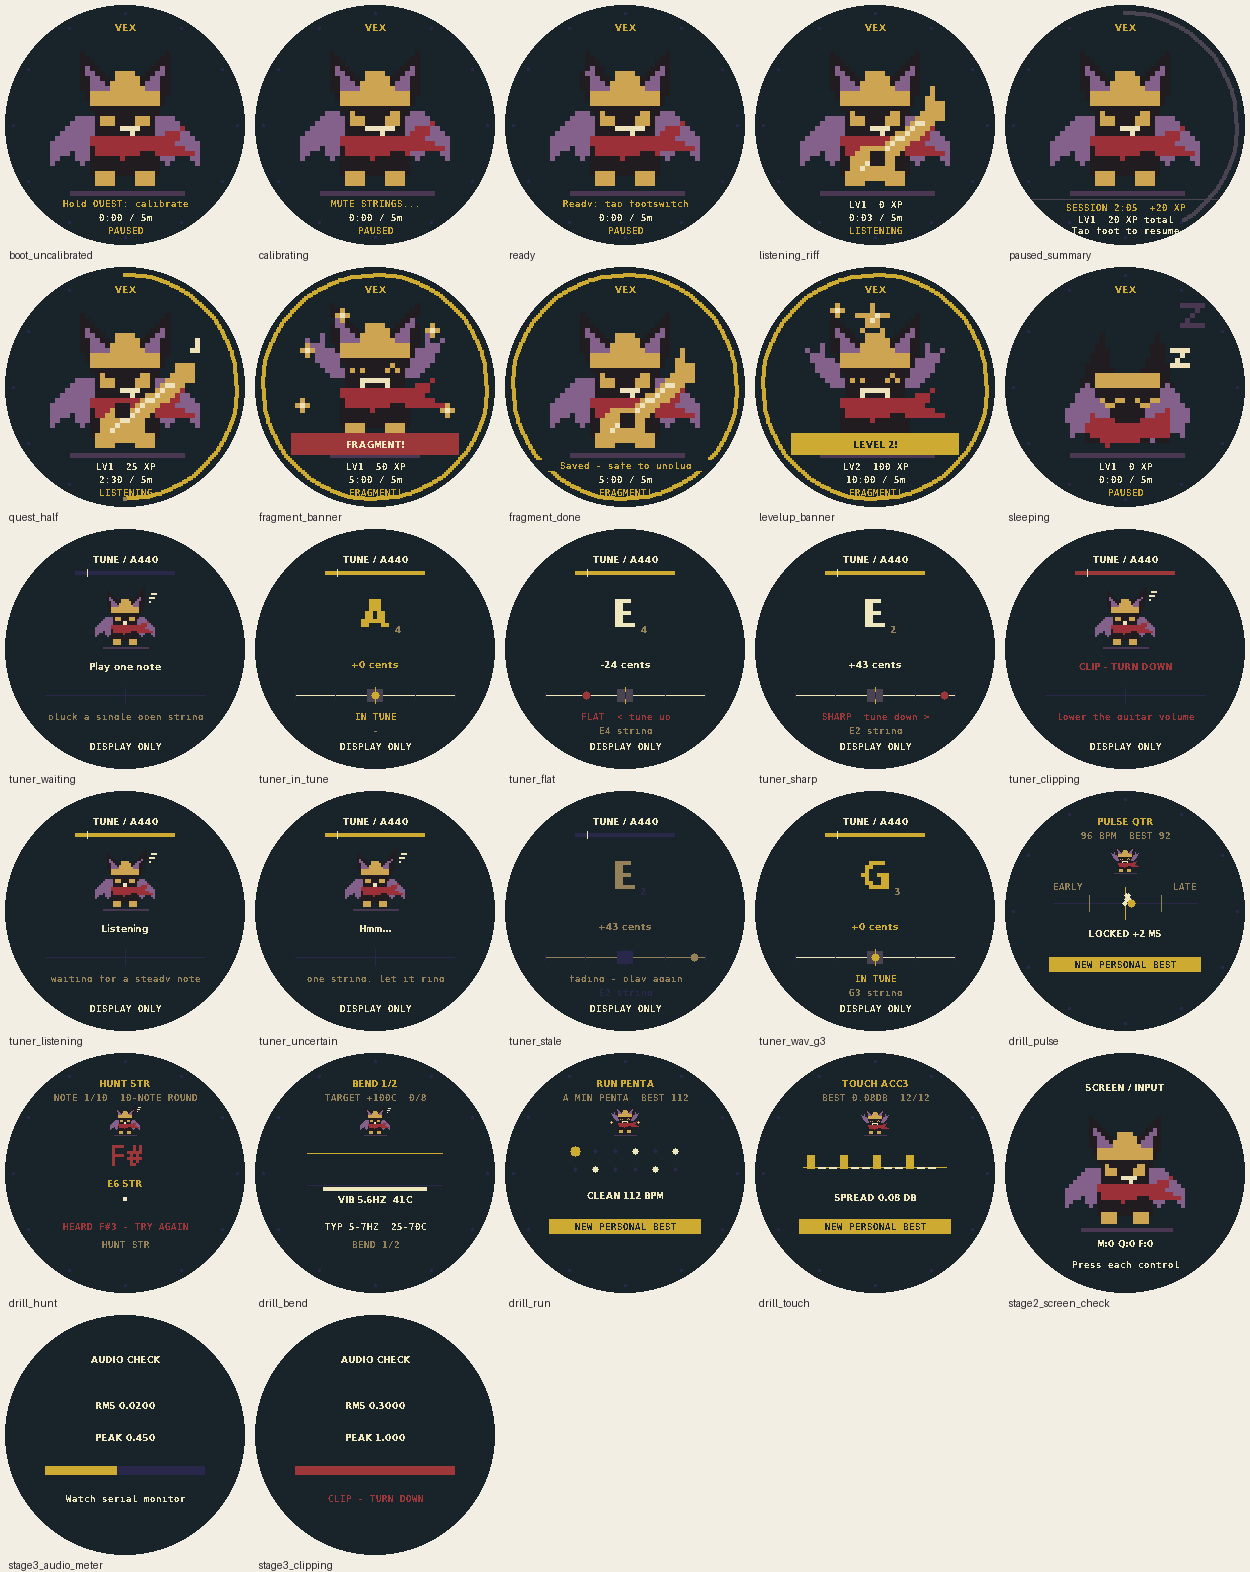 VEX
Hold QUEST: calibrate
0:00 / 5m
PAUSED
boot_uncalibrated
VEX
MUTE STRINGS...
0:00 / 5m
PAUSED
calibrating
VEX
Ready: tap footswitch
0:00 / 5m
PAUSED
ready
VEX
LV1 0 XP
0:03 / 5m
LISTENING
listening_riff
VEX
SESSION 2:05 +20 XP
LV1 20 XP total
Tap foot to resume
paused_summary
VEX
LV1 25 XP
2:30 / 5m
LISTENING
quest_half
VEX
FRAGMENT!
LV1 50 XP
5:00 / 5m
FRAGMENT!
fragment_banner
VEX
Saved - safe to unplug
5:00 / 5m
FRAGMENT!
fragment_done
VEX
LEVEL 2!
LV2 100 XP
10:00 / 5m
FRAGMENT!
levelup_banner
VEX
Z
Z
LV1 0 XP
0:00 / 5m
PAUSED
sleeping
TUNE / A440
Play one note
pluck a single open string
DISPLAY ONLY
tuner_waiting
TUNE / A440
A 4
+0 cents
IN TUNE
-
DISPLAY ONLY
tuner_in_tune
TUNE / A440
E 4
-24 cents
FLAT < tune up
E4 string
DISPLAY ONLY
tuner_flat
TUNE / A440
E 2
+43 cents
SHARP tune down >
E2 string
DISPLAY ONLY
tuner_sharp
TUNE / A440
CLIP - TURN DOWN
lower the guitar volume
DISPLAY ONLY
tuner_clipping
TUNE / A440
Listening
waiting for a steady note
DISPLAY ONLY
tuner_listening
TUNE / A440
Hmm...
one string, let it ring
DISPLAY ONLY
tuner_uncertain
TUNE / A440
E 2
+43 cents
fading - play again
E2 string
DISPLAY ONLY
tuner_stale
TUNE / A440
G 3
+0 cents
IN TUNE
G3 string
DISPLAY ONLY
tuner_wav_g3
PULSE QTR
96 BPM BEST 92
EARLY LATE
LOCKED +2 MS
NEW PERSONAL BEST
drill_pulse
HUNT STR
NOTE 1/10 10-NOTE ROUND
F#
E6 STR
HEARD F#3 - TRY AGAIN
HUNT STR
drill_hunt
BEND 1/2
TARGET +100C 0/8
VIB 5.6HZ 41C
TYP 5-7HZ 25-70C
BEND 1/2
drill_bend
RUN PENTA
A MIN PENTA BEST 112
CLEAN 112 BPM
NEW PERSONAL BEST
drill_run
TOUCH ACC3
BEST 0.08DB 12/12
SPREAD 0.08 DB
NEW PERSONAL BEST
drill_touch
SCREEN / INPUT
M:0 Q:0 F:0
Press each control
stage2_screen_check
AUDIO CHECK
RMS 0.0200
PEAK 0.450
Watch serial monitor
stage3_audio_meter
AUDIO CHECK
RMS 0.3000
PEAK 1.000
CLIP - TURN DOWN
stage3_clipping